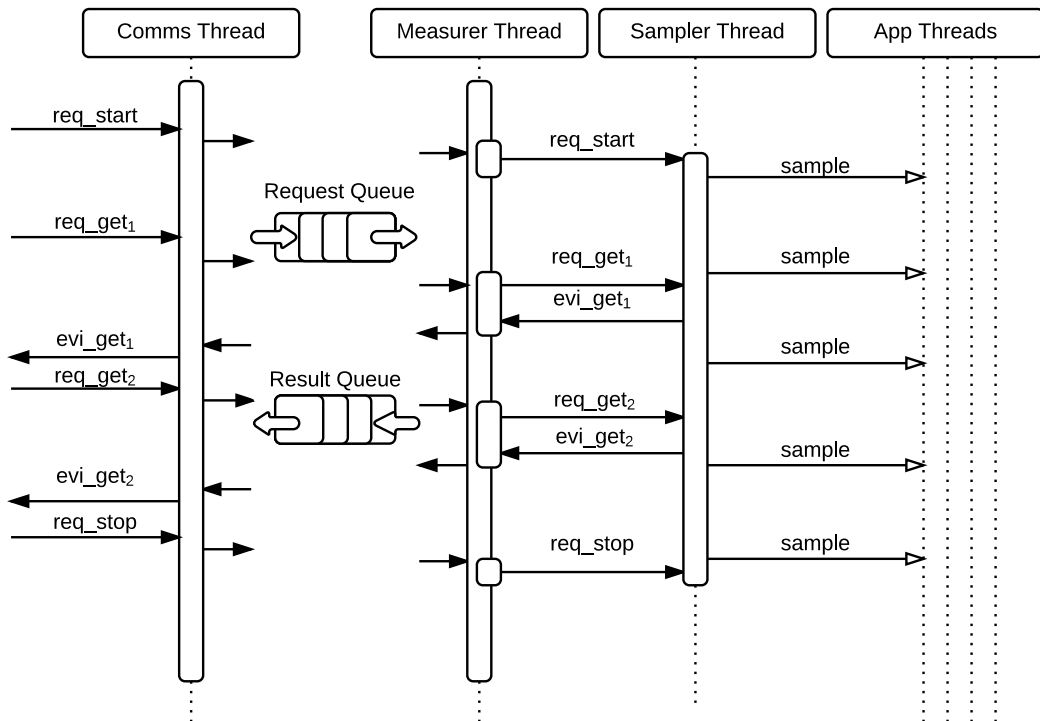 Comms Thread
Measurer Thread
Sampler Thread
App Threads
req_start
req_start
sample
Request Queue
req_get₁
req_get₁
sample
evi_get₁
evi_get₁
sample
req_get₂
Result Queue
req_get₂
evi_get₂
sample
evi_get₂
req_stop
req_stop
sample